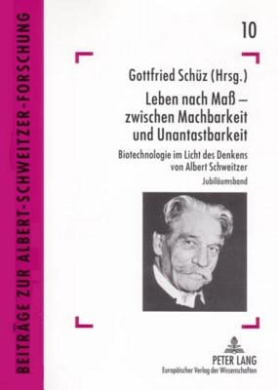 BEITRÄGE ZUR ALBERT-SCHWEITZER-FORSCHUNG
10
Gottfried Schüz (Hrsg.)
Leben nach Maß –
zwischen Machbarkeit
und Unantastbarkeit
Biotechnologie im Licht des Denkens
von Albert Schweitzer
Jubiläumsband
PETER LANG
Europäischer Verlag der Wissenschaften